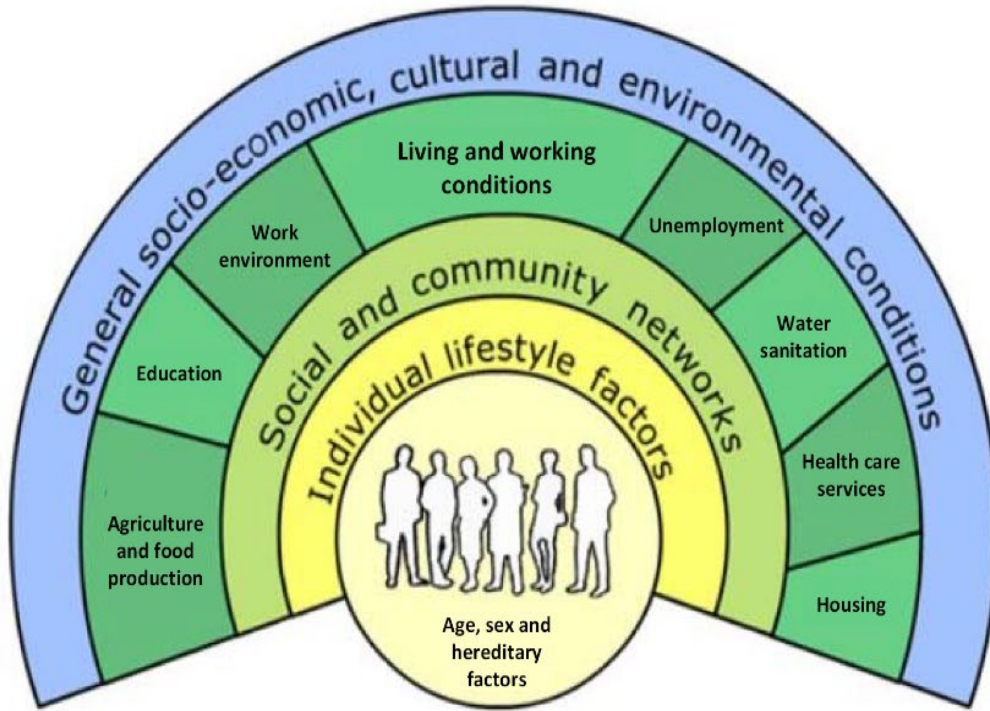 General socio-economic, cultural and environmental conditions
Living and working
conditions
Work
environment
Unemployment
Education
Water
sanitation
Agriculture
and food
production
Health care
services
Housing
Social and community networks
Individual lifestyle factors
Age, sex and
hereditary
factors